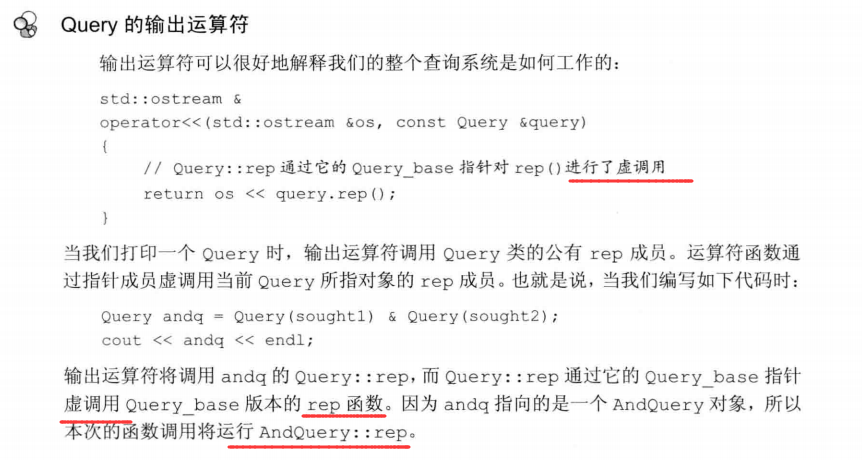 Query 的输出运算符
输出运算符可以很好地解释我们的整个查询系统是如何工作的：
std::ostream &
operator<<(std::ostream &os, const Query &query)
{
// Query::rep 通过它的 Query_base 指针对 rep()进行了虚调用
return os << query.rep();
}
当我们打印一个 Query 时，输出运算符调用 Query 类的公有 rep 成员。运算符函数通
过指针成员虚调用当前 Query 所指对象的 rep 成员。也就是说，当我们编写如下代码时：
Query andq = Query(sought1) & Query(sought2);
cout << andq << endl;
输出运算符将调用 andq 的 Query::rep，而 Query::rep 通过它的 Query_base 指针
虚调用 Query_base 版本的 rep 函数。因为 andq 指向的是一个 AndQuery 对象，所以
本次的函数调用将运行 AndQuery::rep。